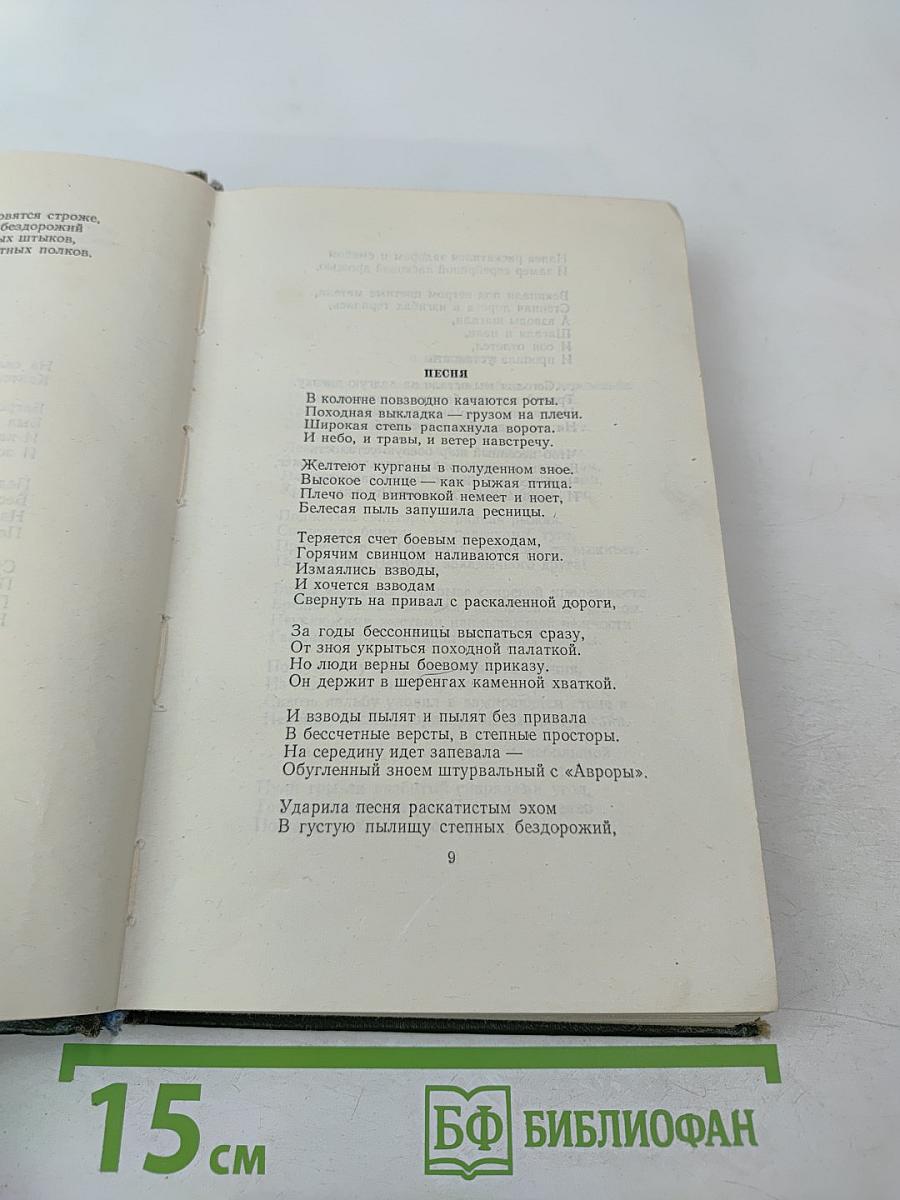 овятся строже,
бездорожий
ых штыков,
тных полков.
ПЕСНЯ
В колонне повзводно качаются роты.
Походная выкладка — грузом на плечи.
Широкая степь распахнула ворота.
И небо, и травы, и ветер навстречу.
Желтеют курганы в полуденном зное.
Высокое солнце — как рыжая птица.
Плечо под винтовкой немеет и ноет,
Белесая пыль запушила ресницы.
Теряется счет боевым переходам,
Горячим свинцом наливаются ноги.
Измаялись взводы,
И хочется взводам
Свернуть на привал с раскаленной дороги,
За годы бессонницы выспаться сразу,
От зноя укрыться походной палаткой.
Но люди верны боевому приказу.
Он держит в шеренгах каменной хваткой.
И взводы пылят и пылят без привала
В бессчетные версты, в степные просторы.
На середину идет запевала —
Обугленный зноем штурвальный с «Авроры».
Ударила песня раскатистым эхом
В густую пылищу степных бездорожий,
9
15 см
БФ БИБЛИОФАН